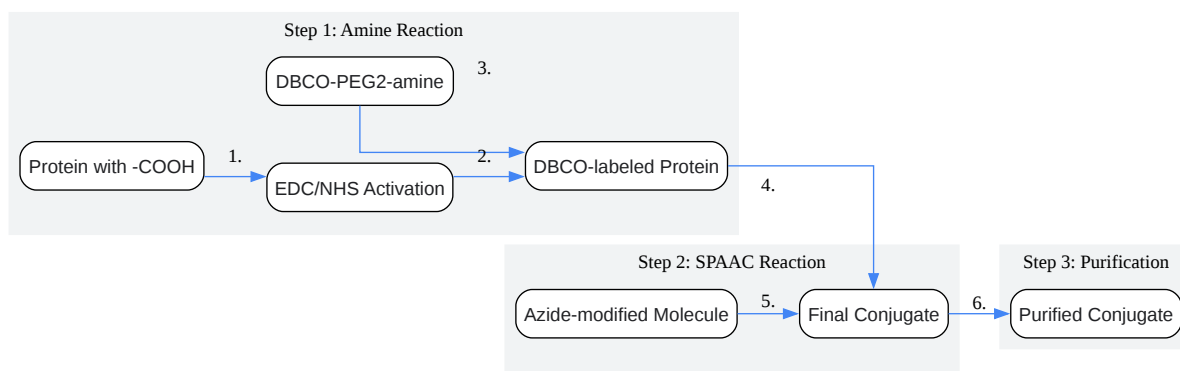 Step 1: Amine Reaction
DBCO-PEG2-amine
3.
Protein with -COOH
1.
EDC/NHS Activation
2.
DBCO-labeled Protein
4.
Step 2: SPAAC Reaction
Azide-modified Molecule
5.
Final Conjugate
6.
Step 3: Purification
Purified Conjugate